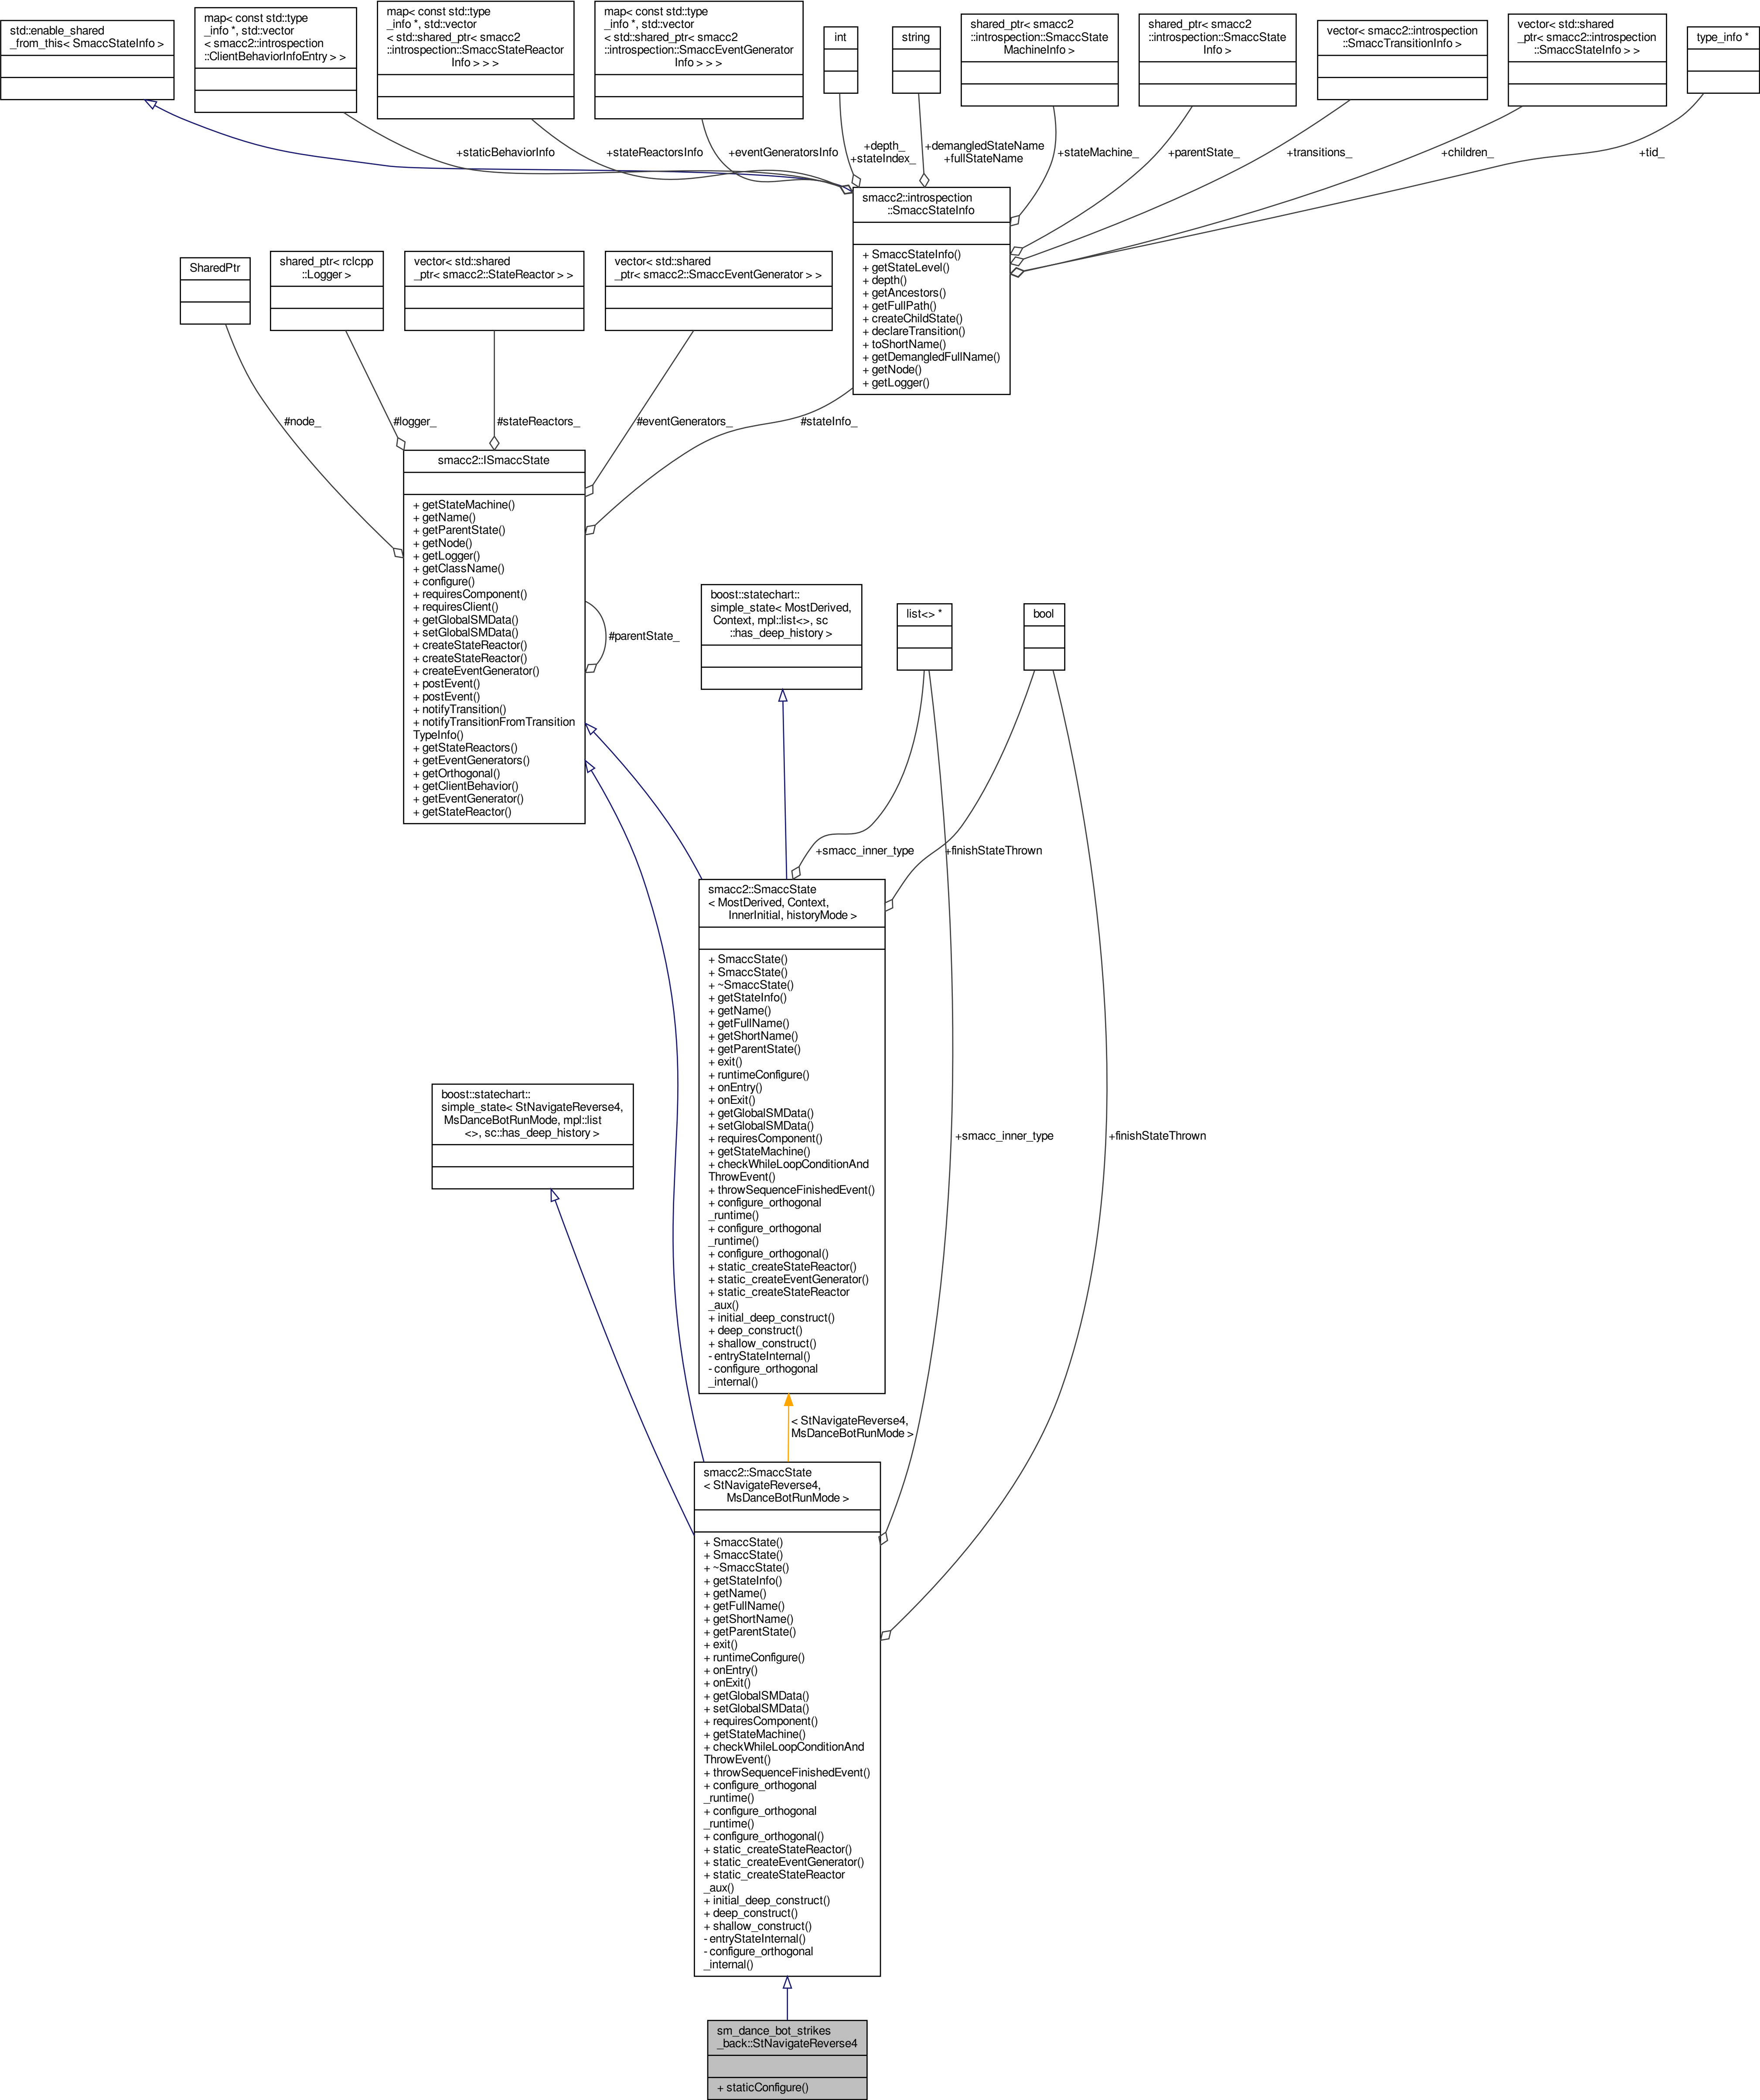 std::enable_shared
_from_this< SmaccStateInfo >
map< const std::type
_info *, std::vector
< smacc2::introspection
::ClientBehaviorInfoEntry > >
map< const std::type
_info *, std::vector
< std::shared_ptr< smacc2
::introspection::SmaccStateReactor
Info > > >
map< const std::type
_info *, std::vector
< std::shared_ptr< smacc2
::introspection::SmaccEventGenerator
Info > > >
int
string
shared_ptr< smacc2
::introspection::SmaccState
MachineInfo >
shared_ptr< smacc2
::introspection::SmaccState
Info >
vector< smacc2::introspection
::SmaccTransitionInfo >
vector< std::shared
_ptr< smacc2::introspection
::SmaccStateInfo > >
type_info *
+staticBehaviorInfo
+stateReactorsInfo
+eventGeneratorsInfo
+depth_
+stateIndex_
+demangledStateName
+fullStateName
+stateMachine_
+parentState_
+transitions_
+children_
+tid_
smacc2::introspection
::SmaccStateInfo
+ SmaccStateInfo()
+ getStateLevel()
+ depth()
+ getAncestors()
+ getFullPath()
+ createChildState()
+ declareTransition()
+ toShortName()
+ getDemangledFullName()
+ getNode()
+ getLogger()
SharedPtr
shared_ptr< rclcpp
::Logger >
vector< std::shared
_ptr< smacc2::StateReactor > >
vector< std::shared
_ptr< smacc2::SmaccEventGenerator > >
#node_
#logger_
#stateReactors_
#eventGenerators_
#stateInfo_
smacc2::ISmaccState
+ getStateMachine()
+ getName()
+ getParentState()
+ getNode()
+ getLogger()
+ getClassName()
+ configure()
+ requiresComponent()
+ requiresClient()
+ getGlobalSMData()
+ setGlobalSMData()
+ createStateReactor()
+ createStateReactor()
+ createEventGenerator()
+ postEvent()
+ postEvent()
+ notifyTransition()
+ notifyTransitionFromTransition
TypeInfo()
+ getStateReactors()
+ getEventGenerators()
+ getOrthogonal()
+ getClientBehavior()
+ getEventGenerator()
+ getStateReactor()
#parentState_
boost::statechart::
simple_state< MostDerived,
Context, mpl::list<>, sc
::has_deep_history >
list<> *
bool
+smacc_inner_type
+finishStateThrown
smacc2::SmaccState
< MostDerived, Context,
InnerInitial, historyMode >
+ SmaccState()
+ SmaccState()
+ ~SmaccState()
+ getStateInfo()
+ getName()
+ getFullName()
+ getShortName()
+ getParentState()
+ exit()
+ runtimeConfigure()
+ onEntry()
+ onExit()
+ getGlobalSMData()
+ setGlobalSMData()
+ requiresComponent()
+ getStateMachine()
+ checkWhileLoopConditionAnd
ThrowEvent()
+ throwSequenceFinishedEvent()
+ configure_orthogonal
_runtime()
+ configure_orthogonal
_runtime()
+ configure_orthogonal()
+ static_createStateReactor()
+ static_createEventGenerator()
+ static_createStateReactor
_aux()
+ initial_deep_construct()
+ deep_construct()
+ shallow_construct()
- entryStateInternal()
- configure_orthogonal
_internal()
boost::statechart::
simple_state< StNavigateReverse4,
MsDanceBotRunMode, mpl::list
<>, sc::has_deep_history >
+smacc_inner_type
+finishStateThrown
< StNavigateReverse4,
MsDanceBotRunMode >
smacc2::SmaccState
< StNavigateReverse4,
MsDanceBotRunMode >
+ SmaccState()
+ SmaccState()
+ ~SmaccState()
+ getStateInfo()
+ getName()
+ getFullName()
+ getShortName()
+ getParentState()
+ exit()
+ runtimeConfigure()
+ onEntry()
+ onExit()
+ getGlobalSMData()
+ setGlobalSMData()
+ requiresComponent()
+ getStateMachine()
+ checkWhileLoopConditionAnd
ThrowEvent()
+ throwSequenceFinishedEvent()
+ configure_orthogonal
_runtime()
+ configure_orthogonal
_runtime()
+ configure_orthogonal()
+ static_createStateReactor()
+ static_createEventGenerator()
+ static_createStateReactor
_aux()
+ initial_deep_construct()
+ deep_construct()
+ shallow_construct()
- entryStateInternal()
- configure_orthogonal
_internal()
sm_dance_bot_strikes
_back::StNavigateReverse4
+ staticConfigure()